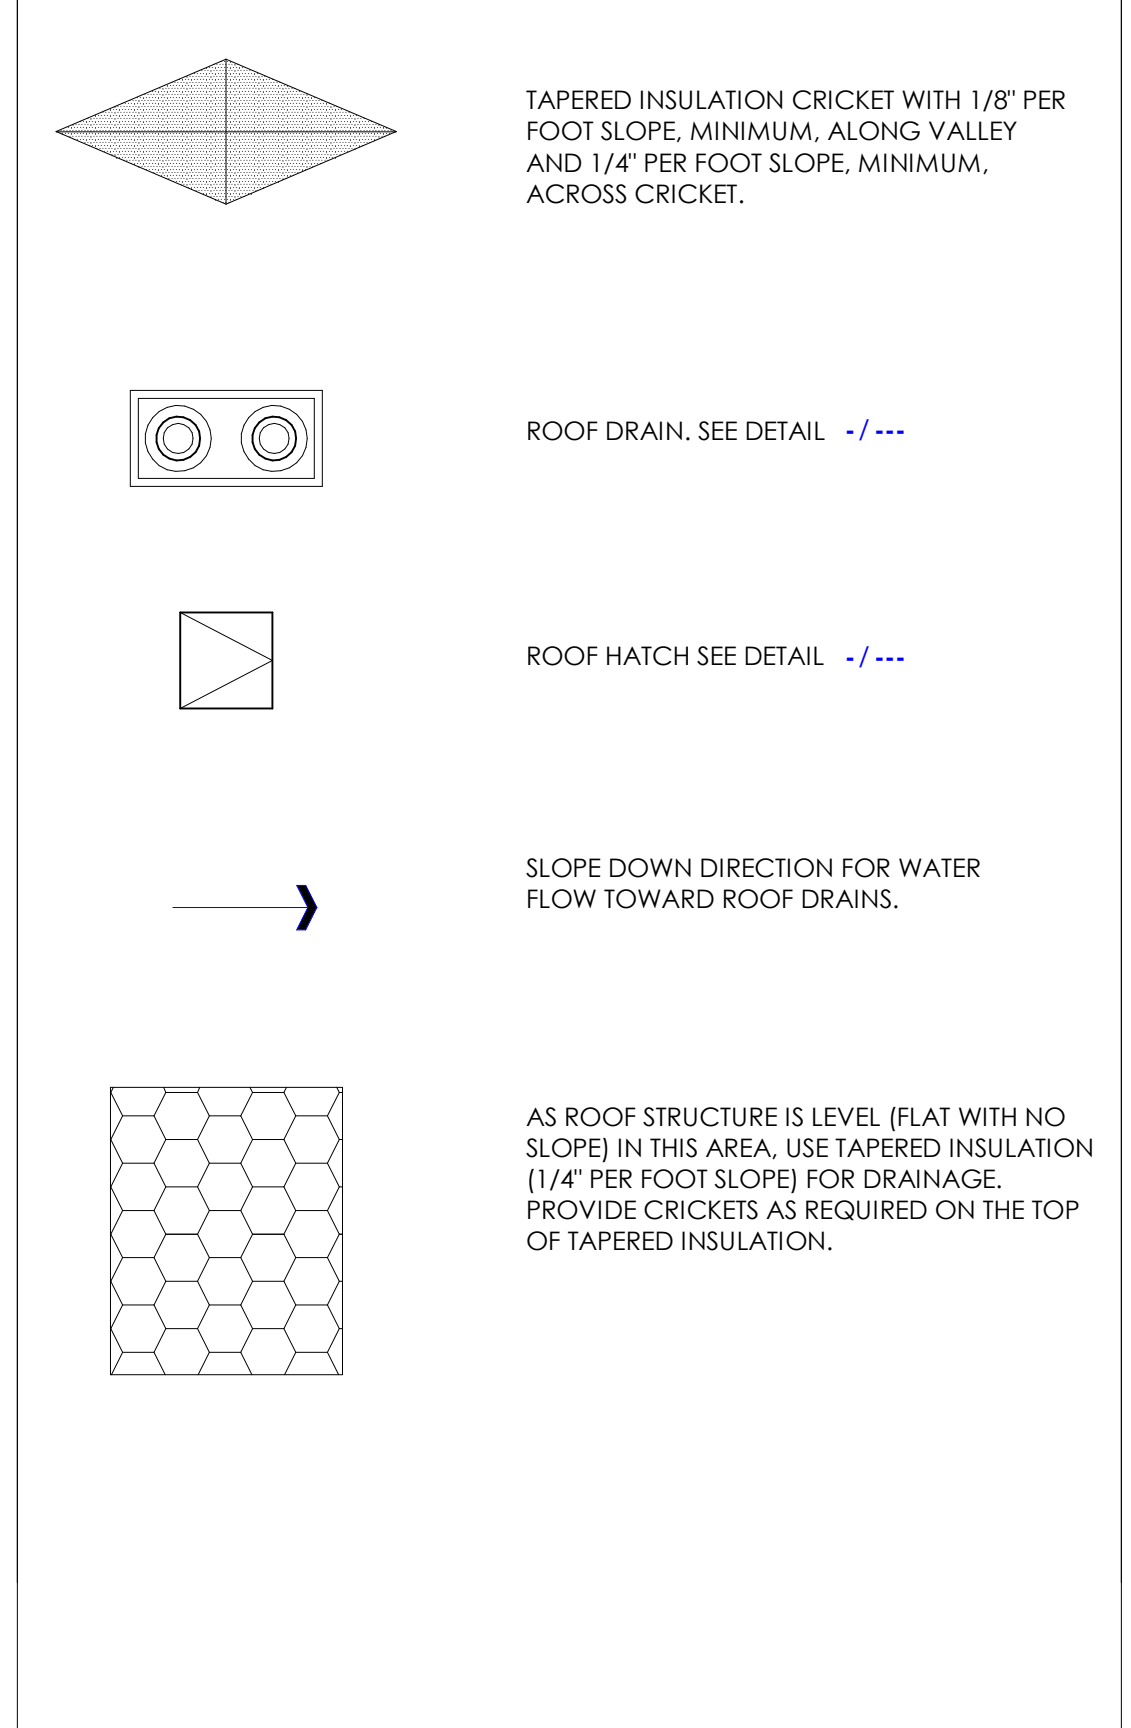 TAPERED INSULATION CRICKET WITH 1/8" PER
FOOT SLOPE, MINIMUM, ALONG VALLEY
AND 1/4" PER FOOT SLOPE, MINIMUM,
ACROSS CRICKET.
ROOF DRAIN. SEE DETAIL - / ---
ROOF HATCH SEE DETAIL - / ---
SLOPE DOWN DIRECTION FOR WATER
FLOW TOWARD ROOF DRAINS.
AS ROOF STRUCTURE IS LEVEL (FLAT WITH NO
SLOPE) IN THIS AREA, USE TAPERED INSULATION
(1/4" PER FOOT SLOPE) FOR DRAINAGE.
PROVIDE CRICKETS AS REQUIRED ON THE TOP
OF TAPERED INSULATION.